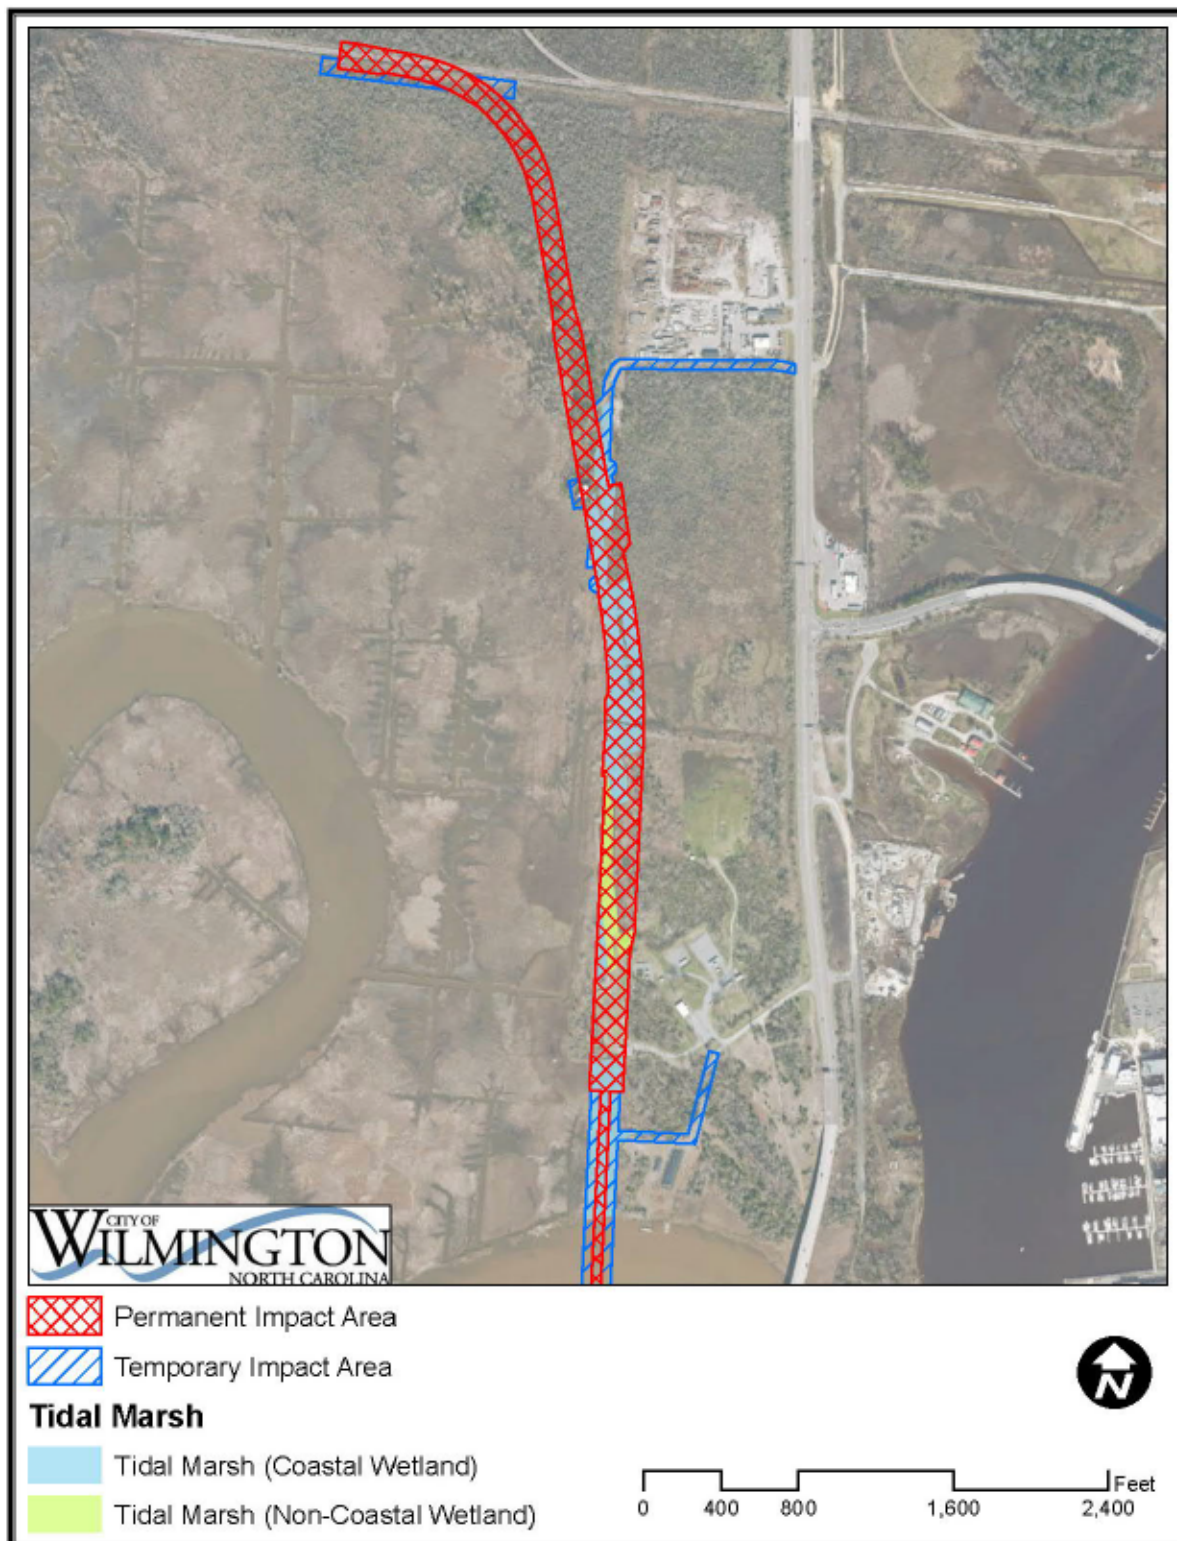 CITY OF
WILMINGTON
NORTH CAROLINA
Permanent Impact Area
Temporary Impact Area
Tidal Marsh
Tidal Marsh (Coastal Wetland)
Tidal Marsh (Non-Coastal Wetland)
N
Feet
0 400 800 1,600 2,400